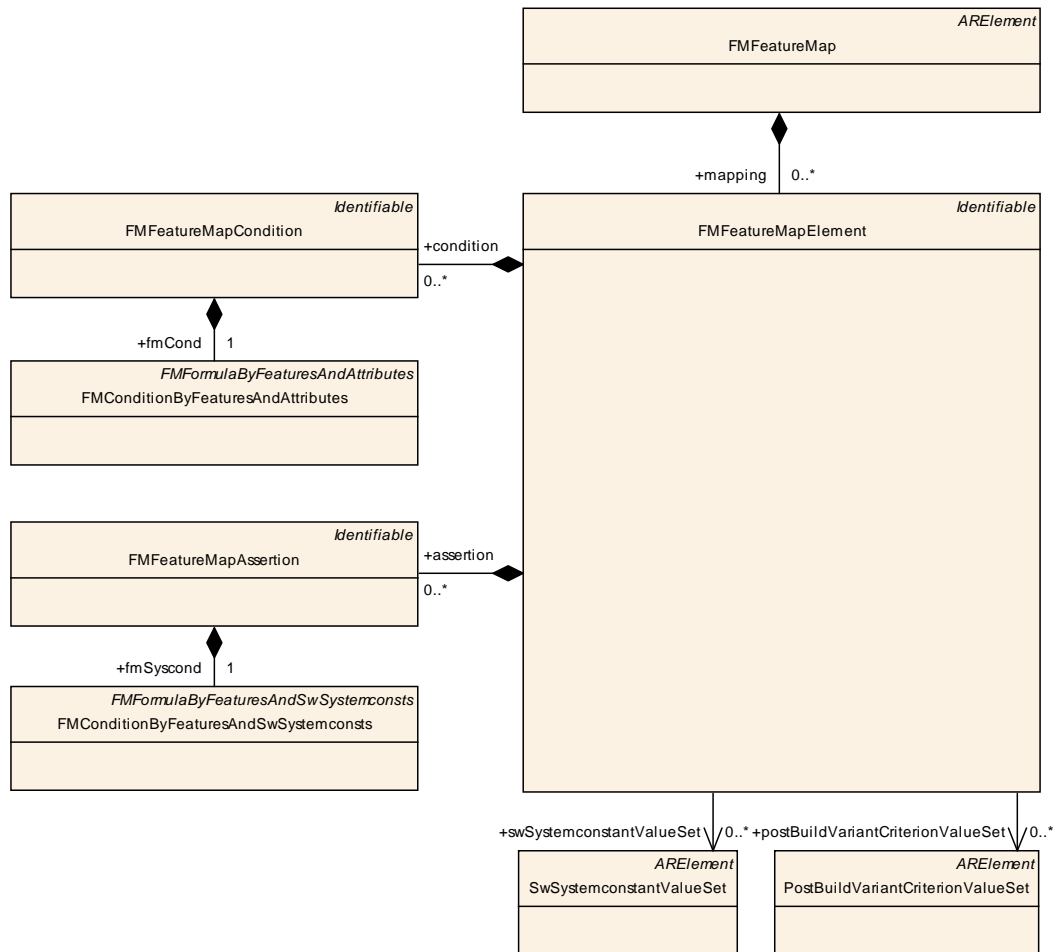 ARElement
FMFeatureMap
+mapping 0..*
Identifiable
FMFeatureMapCondition
Identifiable
FMFeatureMapElement
+condition
0..*
+fmCond 1
FMFormulaByFeaturesAndAttributes
FMConditionByFeaturesAndAttributes
Identifiable
FMFeatureMapAssertion
+assertion
0..*
+fmSyscond 1
FMFormulaByFeaturesAndSwSystemconsts
FMConditionByFeaturesAndSwSystemconsts
+swSystemconstantValueSet 0..* +postBuildVariantCriterionValueSet 0..*
ARElement
SwSystemconstantValueSet
ARElement
PostBuildVariantCriterionValueSet